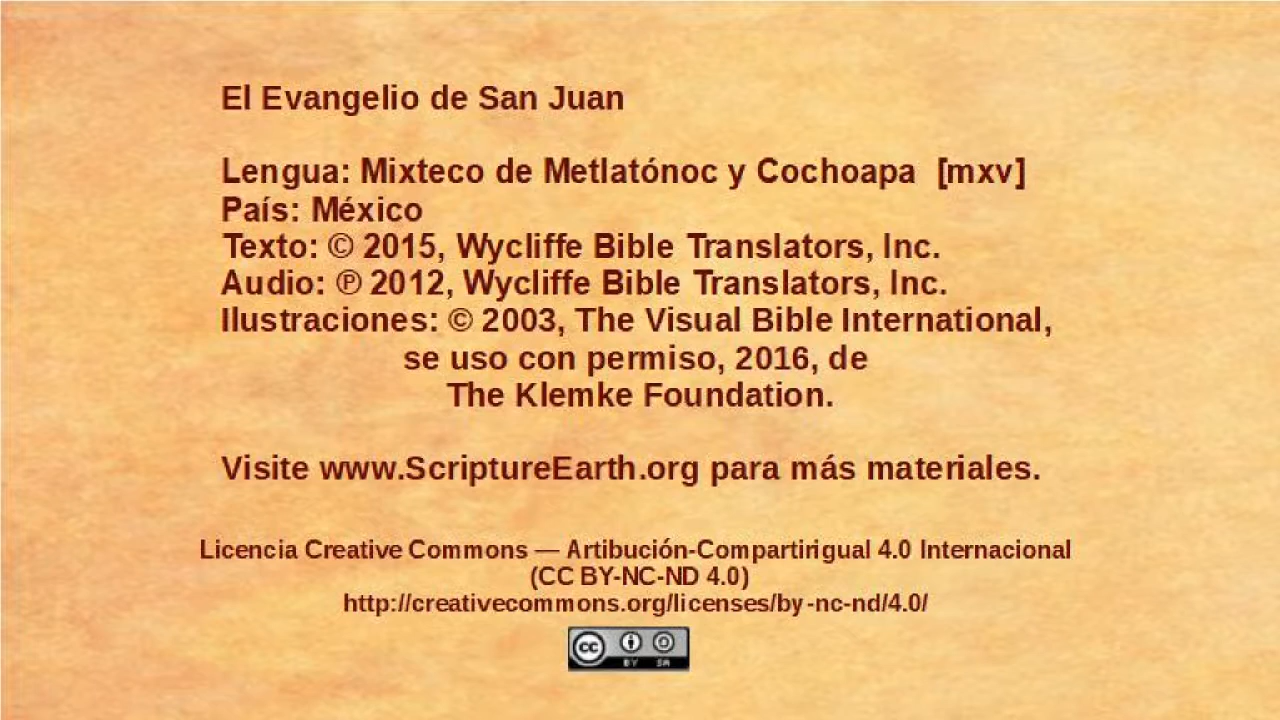 El Evangelio de San Juan
Lengua: Mixteco de Metlatónoc y Cochoapa [mxv]
País: México
Texto: © 2015, Wycliffe Bible Translators, Inc.
Audio: ℗ 2012, Wycliffe Bible Translators, Inc.
Ilustraciones: © 2003, The Visual Bible International,
se uso con permiso, 2016, de
The Klemke Foundation.
Visite www.ScriptureEarth.org para más materiales.
Licencia Creative Commons — Artibución-Compartirigual 4.0 Internacional
(CC BY-NC-ND 4.0)
http://creativecommons.org/licenses/by-nc-nd/4.0/
cc BY SA